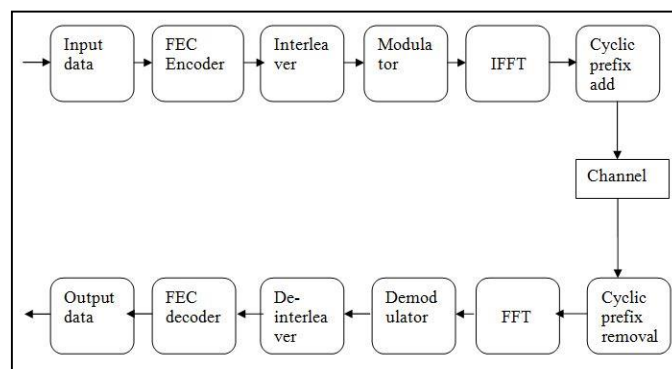 Input
data
FEC
Encoder
Interlea
ver
Modula
tor
IFFT
Cyclic
prefix
add
Channel
Output
data
FEC
decoder
De-
interlea
ver
Demod
ulator
FFT
Cyclic
prefix
removal